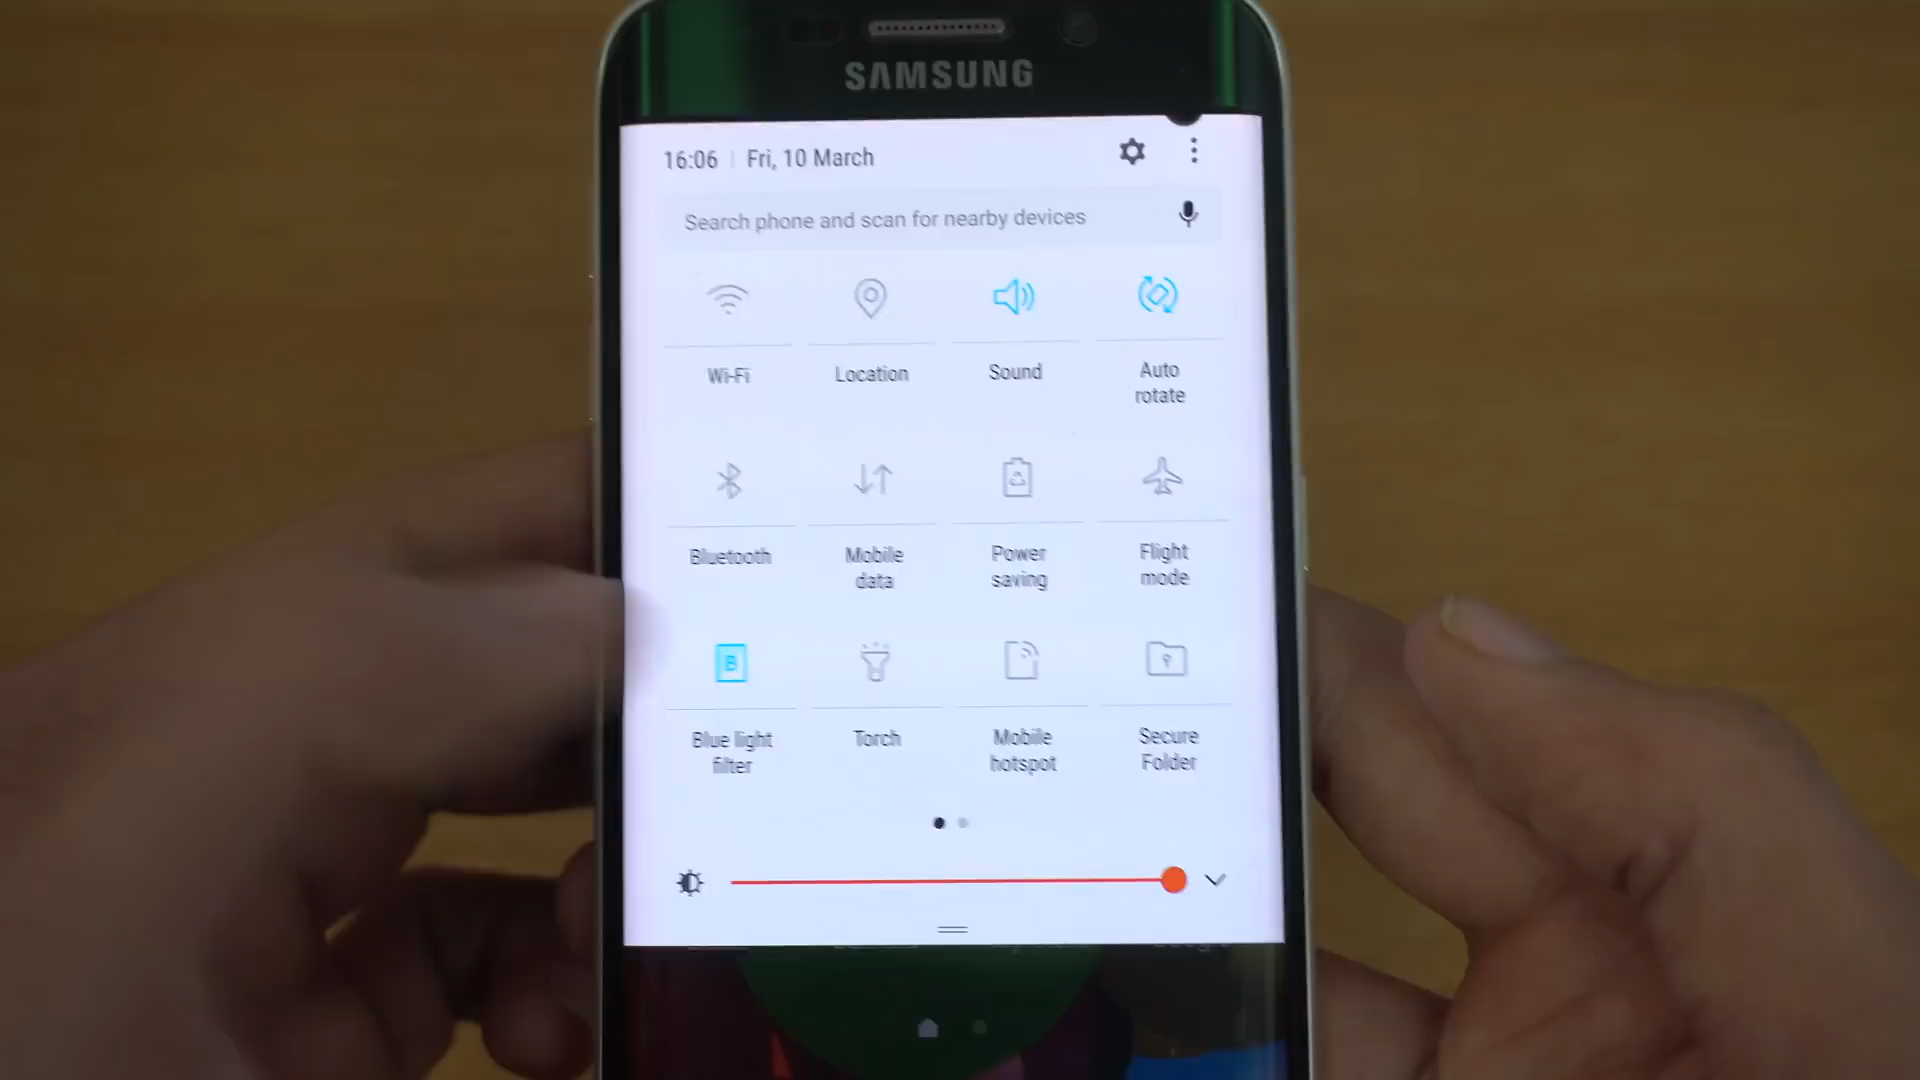 SAMSUNG
16:06 | Fri, 10 March
Search phone and scan for nearby devices
Wi-Fi
Location
Sound
Auto
rotate
Bluetooth
Mobile
data
Power
saving
Flight
mode
B
Blue light
filter
Torch
Mobile
hotspot
Secure
Folder